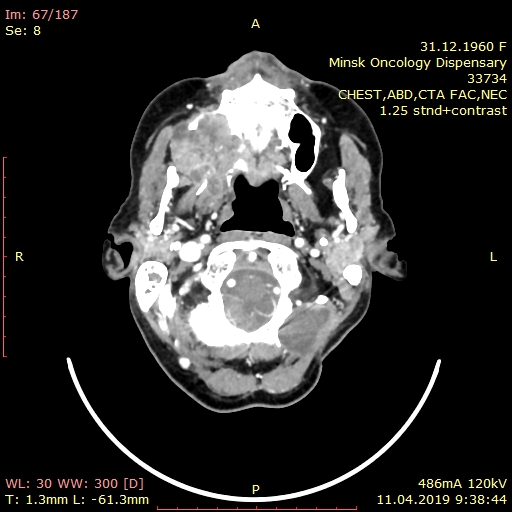 Im: 67/187
Se: 8
A
31.12.1960 F
Minsk Oncology Dispensary
33734
CHEST,ABD,CTA FAC,NEC
1.25 stnd+contrast
R
L
WL: 30 WW: 300 [D]
T: 1.3mm L: -61.3mm
P
486mA 120kV
11.04.2019 9:38:44